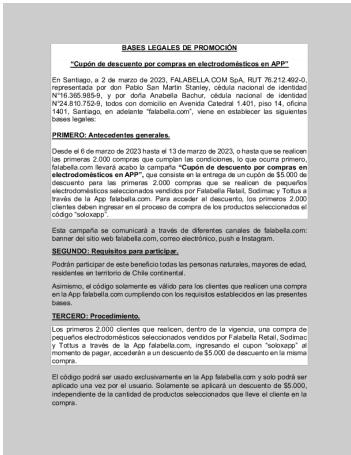 BASES LEGALES DE PROMOCIÓN
“Cupón de descuento por compras en electrodomésticos en APP”
En Santiago, a 2 de marzo de 2023, FALABELLA.COM SpA, RUT 76.212.492-0,
representada por don Pablo San Martin Stanley, cédula nacional de identidad
N°16.365.985-9, y por doña Anabella Bachur, cédula nacional de identidad
N°24.810.752-9, todos con domicilio en Avenida Catedral 1.401, piso 14, oficina
1401, Santiago, en adelante “falabella.com”, viene en establecer las siguientes
bases legales:
PRIMERO: Antecedentes generales.
Desde el 6 de marzo de 2023 hasta el 13 de marzo de 2023, o hasta que se realicen
las primeras 2.000 compras que cumplan las condiciones, lo que ocurra primero,
falabella.com llevará acabo la campaña “Cupón de descuento por compras en
electrodomésticos en APP”, que consiste en la entrega de un cupón de $5.000 de
descuento para las primeras 2.000 compras que se realicen de pequeños
electrodomésticos seleccionados vendidos por Falabella Retail, Sodimac y Tottus a
través de la App falabella.com. Para acceder al descuento, los primeros 2.000
clientes deben ingresar en el proceso de compra de los productos seleccionados el
código “soloxapp”.
Esta campaña se comunicará a través de diferentes canales de falabella.com:
banner del sitio web falabella.com, correo electrónico, push e Instagram.
SEGUNDO: Requisitos para participar.
Podrán participar de este beneficio todas las personas naturales, mayores de edad,
residentes en territorio de Chile continental.
Asimismo, el código solamente es válido para los clientes que realicen una compra
en la App falabella.com cumpliendo con los requisitos establecidos en las presentes
bases.
TERCERO: Procedimiento.
Los primeros 2.000 clientes que realicen, dentro de la vigencia, una compra de
pequeños electrodomésticos seleccionados vendidos por Falabella Retail, Sodimac
y Tottus a través de la App falabella.com, ingresando el cupon “soloxapp” al
momento de pagar, accederán a un descuento de $5.000 de descuento en la misma
compra.
El código podrá ser usado exclusivamente en la App falabella.com y solo podrá ser
aplicado una vez por el usuario. Solamente se aplicará un descuento de $5.000,
independiente de la cantidad de productos seleccionados que lleve el cliente en la
compra.